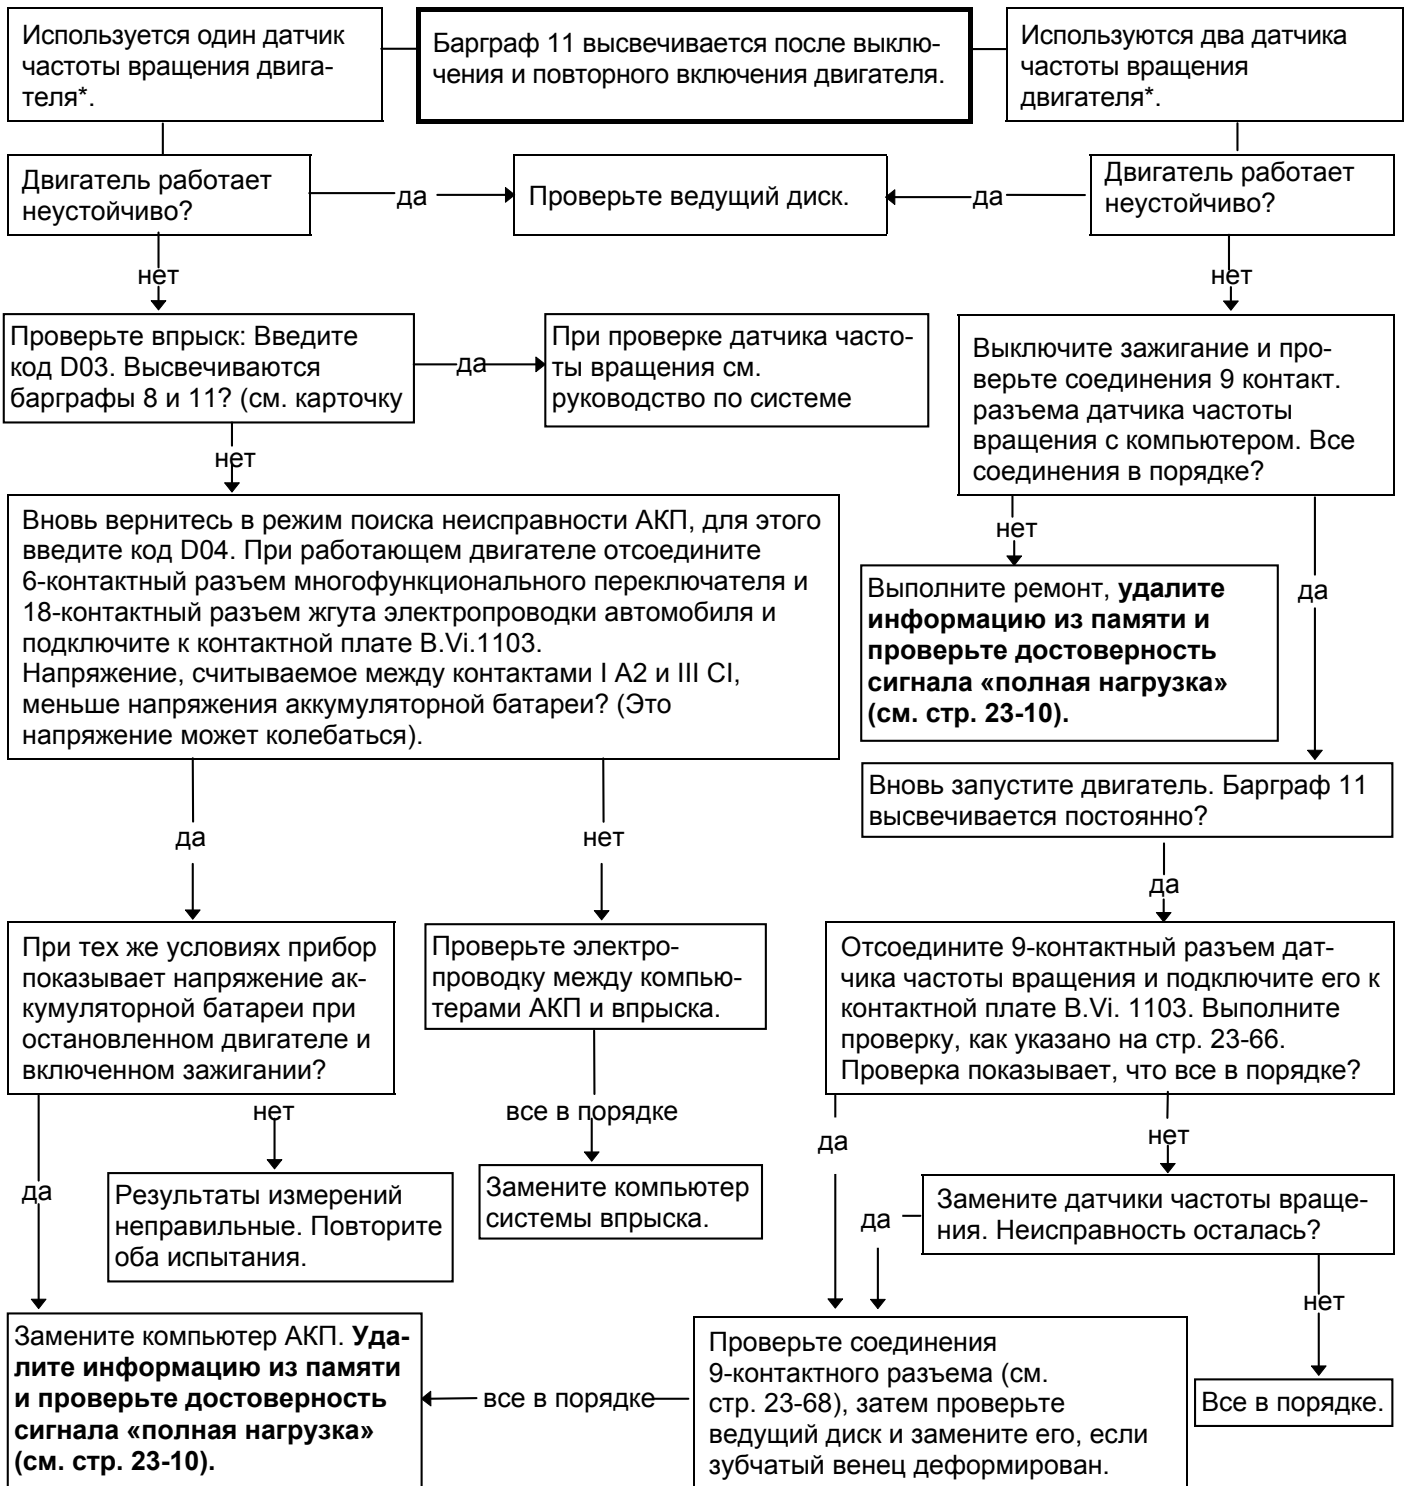 Используется один датчик
частоты вращения двига-
теля*.
Барграф 11 высвечивается после выклю-
чения и повторного включения двигателя.
Используются два датчика
частоты вращения
двигателя*.
Двигатель работает
неустойчиво?
да
Проверьте ведущий диск.
да
Двигатель работает
неустойчиво?
нет
нет
Проверьте впрыск: Введите
код D03. Высвечиваются
барграфы 8 и 11? (см. карточку
да
При проверке датчика часто-
ты вращения см.
руководство по системе
Выключите зажигание и про-
верьте соединения 9 контакт.
разъема датчика частоты
вращения с компьютером. Все
соединения в порядке?
нет
Вновь вернитесь в режим поиска неисправности АКП, для этого
введите код D04. При работающем двигателе отсоедините
6-контактный разъем многофункционального переключателя и
18-контактный разъем жгута электропроводки автомобиля и
подключите к контактной плате B.Vi.1103.
Напряжение, считываемое между контактами I A2 и III CI,
меньше напряжения аккумуляторной батареи? (Это
напряжение может колебаться).
нет
да
Выполните ремонт, удалите
информацию из памяти и
проверьте достоверность
сигнала «полная нагрузка»
(см. стр. 23-10).
Вновь запустите двигатель. Барграф 11
высвечивается постоянно?
да
нет
да
При тех же условиях прибор
показывает напряжение ак-
кумуляторной батареи при
остановленном двигателе и
включенном зажигании?
Проверьте электро-
проводку между компью-
терами АКП и впрыска.
Отсоедините 9-контактный разъем дат-
чика частоты вращения и подключите его к
контактной плате B.Vi. 1103. Выполните
проверку, как указано на стр. 23-66.
Проверка показывает, что все в порядке?
нет
все в порядке
да
нет
да
Результаты измерений
неправильные. Повторите
оба испытания.
Замените компьютер
системы впрыска.
да
Замените датчики частоты враще-
ния. Неисправность осталась?
нет
Замените компьютер АКП. Уда-
лите информацию из памяти
и проверьте достоверность
сигнала «полная нагрузка»
(см. стр. 23-10).
все в порядке
Проверьте соединения
9-контактного разъема (см.
стр. 23-68), затем проверьте
ведущий диск и замените его, если
зубчатый венец деформирован.
Все в порядке.